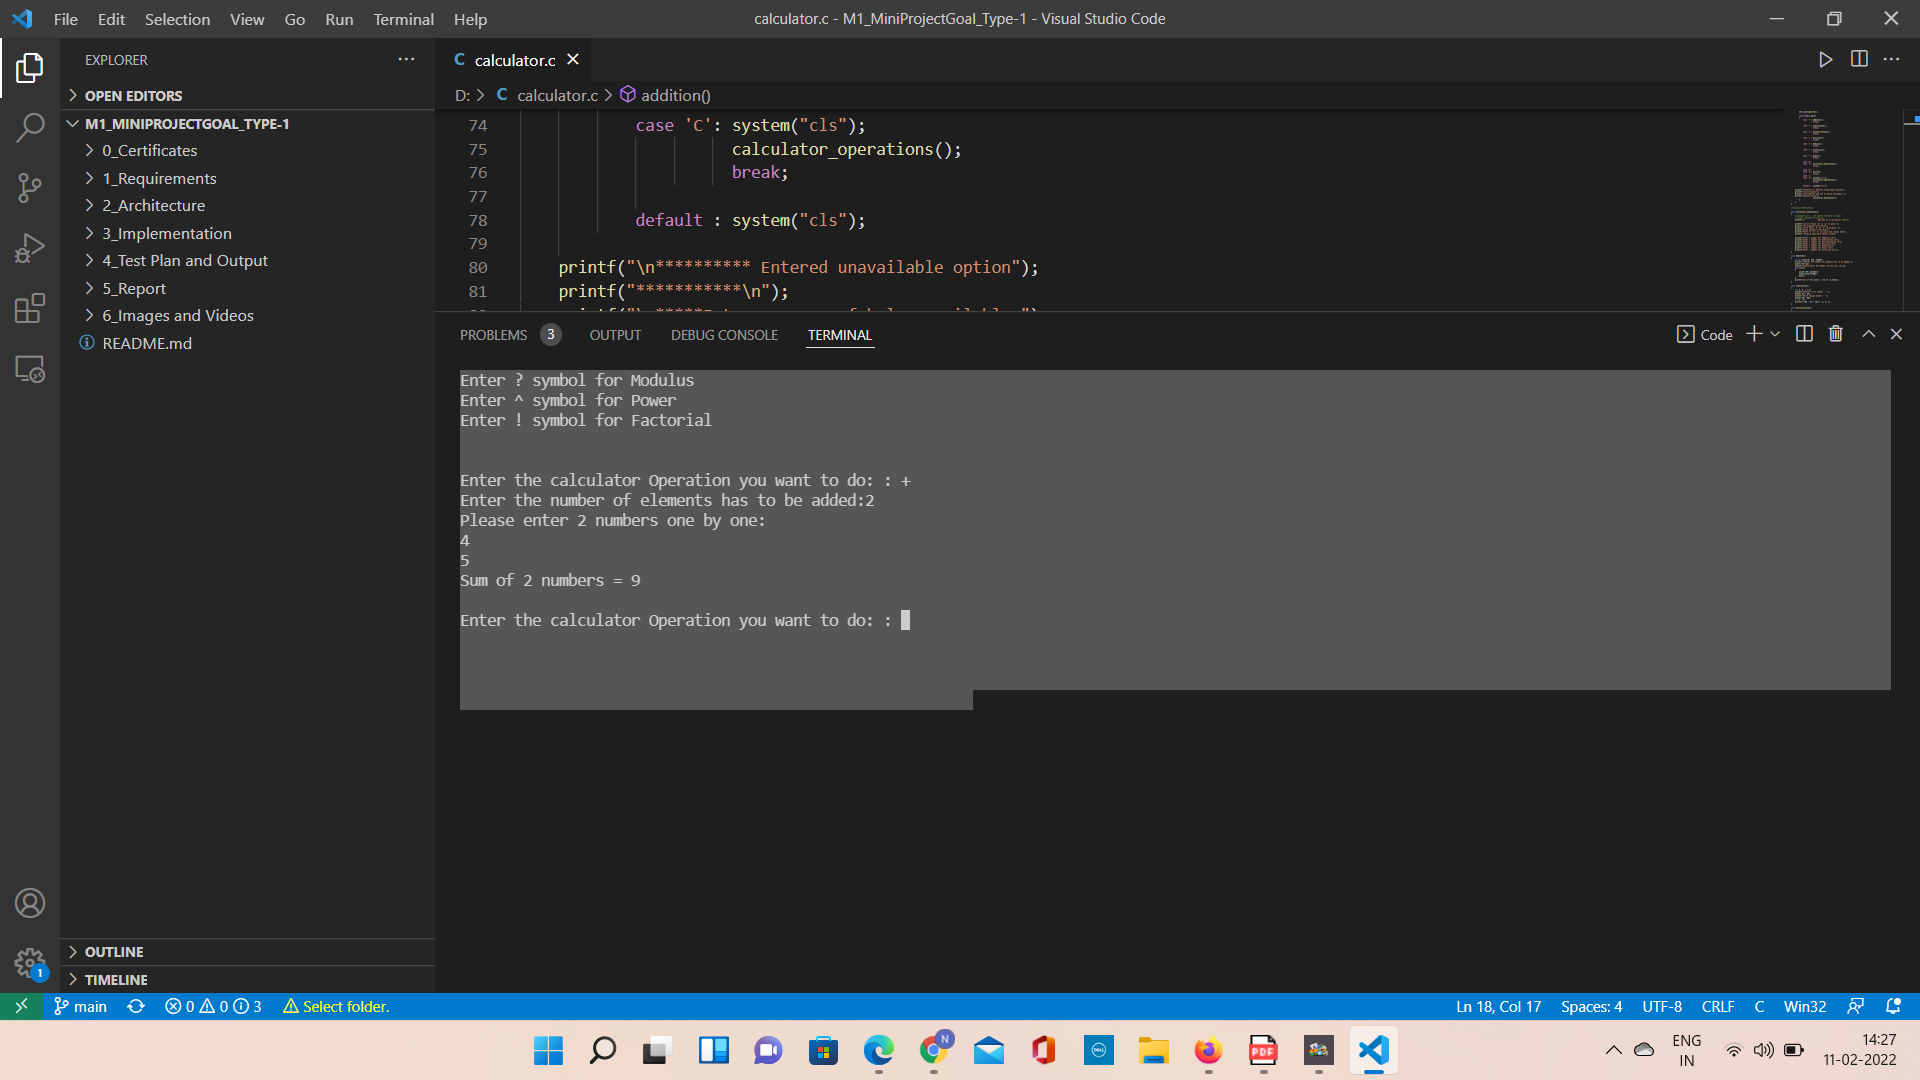 File Edit Selection View Go Run Terminal Help
calculator.c - M1_MiniProjectGoal_Type-1 - Visual Studio Code
EXPLORER
OPEN EDITORS
M1_MINIPROJECTGOAL_TYPE-1
0_Certificates
1_Requirements
2_Architecture
3_Implementation
4_Test Plan and Output
5_Report
6_Images and Videos
README.md
OUTLINE
TIMELINE
C calculator.c
D: > C calculator.c > addition()
74 case 'C': system("cls");
75 calculator_operations();
76 break;
77
78 default : system("cls");
79
80 printf("\n********** Entered unavailable option");
81 printf("***********\n");
PROBLEMS 3 OUTPUT DEBUG CONSOLE TERMINAL
Code
Enter ? symbol for Modulus
Enter ^ symbol for Power
Enter ! symbol for Factorial
Enter the calculator Operation you want to do: : +
Enter the number of elements has to be added:2
Please enter 2 numbers one by one:
4
5
Sum of 2 numbers = 9
Enter the calculator Operation you want to do: :
1
main 0 0 3 Select folder.
Ln 18, Col 17 Spaces: 4 UTF-8 CRLF C Win32
N
PDF
DELL
ENG
IN
14:27
11-02-2022